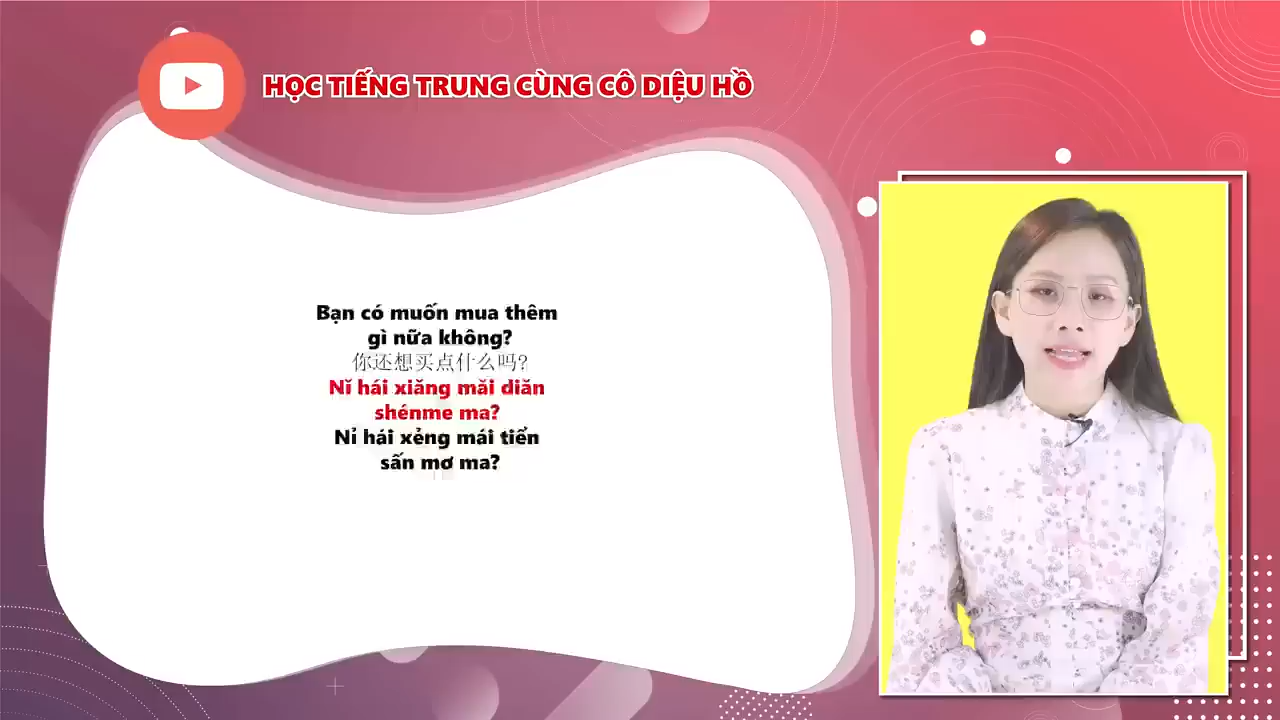 HỌC TIẾNG TRUNG CÙNG CÔ DIỆU HỒ
Bạn có muốn mua thêm
gì nữa không?
你还想买点什么吗?
Nǐ hái xiǎng mǎi diǎn
shénme ma?
Nỉ hái xẻng mái tiển
sấn mơ ma?